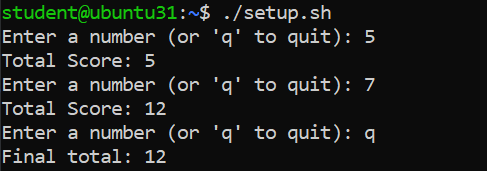 student@ubuntu31:~$ ./setup.sh
Enter a number (or 'q' to quit): 5
Total Score: 5
Enter a number (or 'q' to quit): 7
Total Score: 12
Enter a number (or 'q' to quit): q
Final total: 12